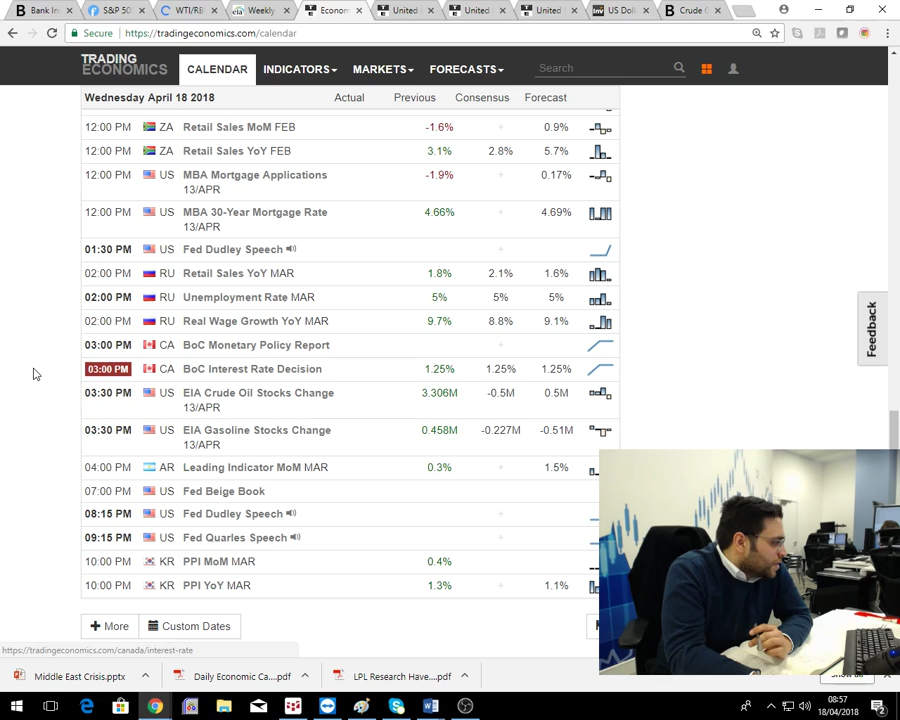 Bank In
S&P 50
WTI/RB
eia Weekly
Econom
United
United
United
Inv US Dol
Crude
Secure https://tradingeconomics.com/calendar
TRADING ECONOMICS
CALENDAR INDICATORS MARKETS FORECASTS Search
Wednesday April 18 2018 Actual Previous Consensus Forecast
12:00 PM ZA Retail Sales MoM FEB -1.6% 0.9%
12:00 PM ZA Retail Sales YoY FEB 3.1% 2.8% 5.7%
12:00 PM US MBA Mortgage Applications -1.9% 0.17%
13/APR
12:00 PM US MBA 30-Year Mortgage Rate 4.66% 4.69%
13/APR
01:30 PM US Fed Dudley Speech
02:00 PM RU Retail Sales YoY MAR 1.8% 2.1% 1.6%
02:00 PM RU Unemployment Rate MAR 5% 5% 5%
02:00 PM RU Real Wage Growth YoY MAR 9.7% 8.8% 9.1%
03:00 PM CA BoC Monetary Policy Report
03:00 PM CA BoC Interest Rate Decision 1.25% 1.25% 1.25%
03:30 PM US EIA Crude Oil Stocks Change 3.306M -0.5M 0.5M
13/APR
03:30 PM US EIA Gasoline Stocks Change 0.458M -0.227M -0.51M
13/APR
04:00 PM AR Leading Indicator MoM MAR 0.3% 1.5%
07:00 PM US Fed Beige Book
08:15 PM US Fed Dudley Speech
09:15 PM US Fed Quarles Speech
10:00 PM KR PPI MoM MAR 0.4%
10:00 PM KR PPI YoY MAR 1.3% 1.1%
More Custom Dates
Feedback
https://tradingeconomics.com/canada/interest-rate
Middle East Crisis.pptx Daily Economic Ca....pdf LPL Research Have....pdf
08:57
18/04/2018
2